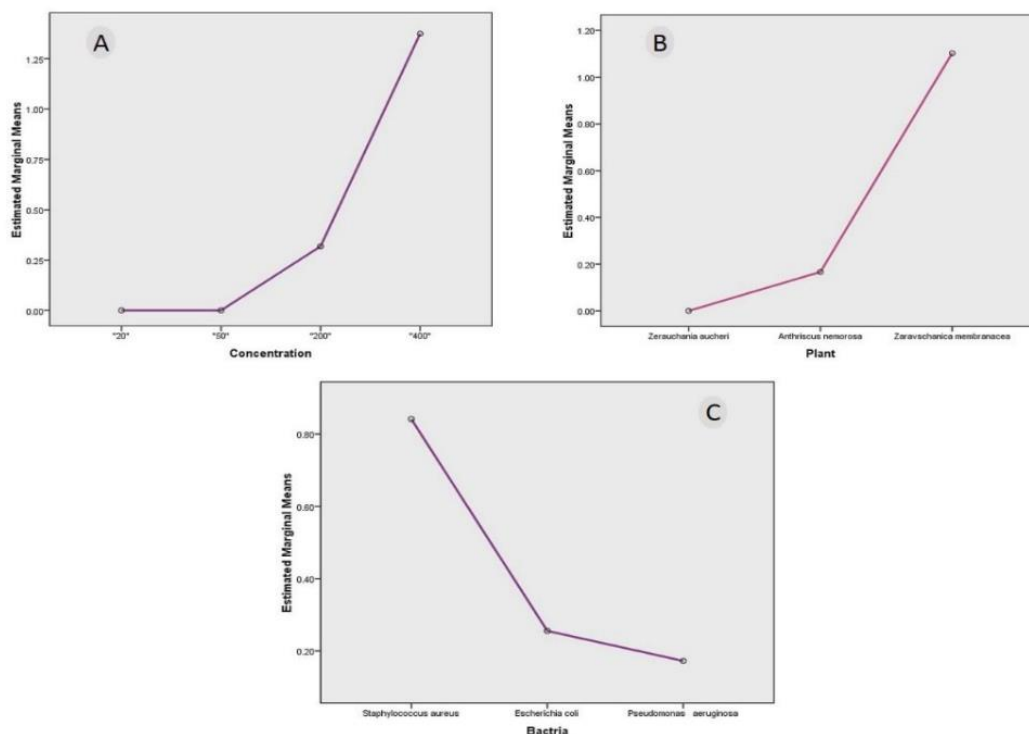 A
Estimated Marginal Means
1.25
1.00
0.75
0.50
0.25
0.00
"20" "50" "200" "400"
Concentration
B
Estimated Marginal Means
1.20
1.00
0.80
0.60
0.40
0.20
0.00
Zerauchania aucheri Anthriscus nemorosa Zaravschanica membranacea
Plant
C
Estimated Marginal Means
0.80
0.60
0.40
0.20
Staphylococcus aureus Escherichia coli Pseudomonas aeruginosa
Bactria